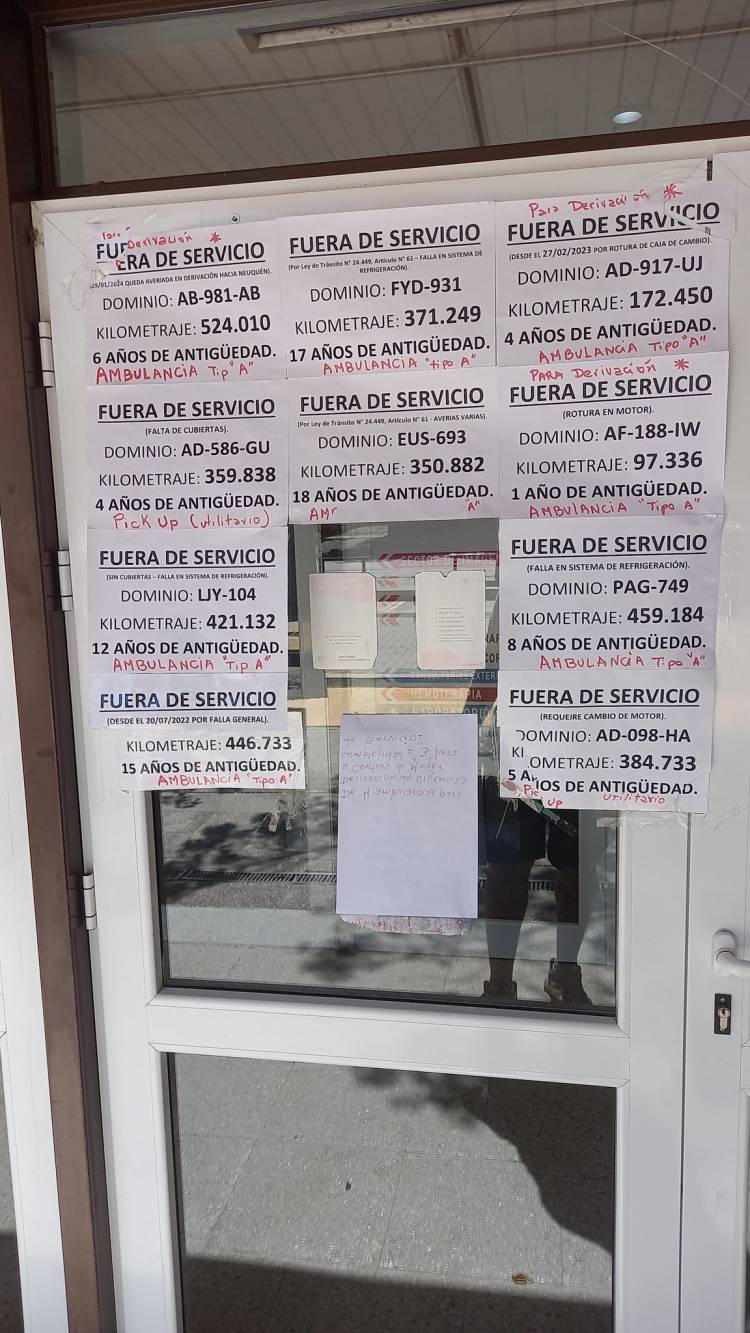 Derivación *
FUERA DE SERVICIO
29/01/2024 QUEDA AVERIADA EN DERIVACIÓN HACIA NEUQUÉN).
DOMINIO: AB-981-AB
KILOMETRAJE: 524.010
6 AÑOS DE ANTIGÜEDAD.
AMBULANCIA Tip "A"
FUERA DE SERVICIO
(Por Ley de Tránsito N° 24.449, Artículo N° 61 – FALLA EN SISTEMA DE
REFRIGERACIÓN).
DOMINIO: FYD-931
KILOMETRAJE: 371.249
17 AÑOS DE ANTIGÜEDAD.
AMBULANCIA "tipo A"
Para Derivación *
FUERA DE SERVICIO
(DESDE EL 27/02/2023 POR ROTURA DE CAJA DE CAMBIO).
DOMINIO: AD-917-UJ
KILOMETRAJE: 172.450
4 AÑOS DE ANTIGÜEDAD.
AMBULANCIA Tipo "A"
FUERA DE SERVICIO
(FALTA DE CUBIERTAS).
DOMINIO: AD-586-GU
KILOMETRAJE: 359.838
4 AÑOS DE ANTIGÜEDAD.
Pick Up (utilitario)
FUERA DE SERVICIO
(Por Ley de Tránsito N° 24.449, Artículo N° 61 - AVERIAS VARIAS).
DOMINIO: EUS-693
KILOMETRAJE: 350.882
18 AÑOS DE ANTIGÜEDAD.
"A"
PARA Derivación *
FUERA DE SERVICIO
(ROTURA EN MOTOR).
DOMINIO: AF-188-IW
KILOMETRAJE: 97.336
1 AÑO DE ANTIGÜEDAD.
AMBULANCIA "Tipo A"
FUERA DE SERVICIO
(SIN CUBIERTAS – FALLA EN SISTEMA DE REFRIGERACIÓN).
DOMINIO: LJY-104
KILOMETRAJE: 421.132
12 AÑOS DE ANTIGÜEDAD.
AMBULANCIA "Tip A"
SECTOR DE
HEMOTERAPIA
FUERA DE SERVICIO
(FALLA EN SISTEMA DE REFRIGERACIÓN).
DOMINIO: PAG-749
KILOMETRAJE: 459.184
8 AÑOS DE ANTIGÜEDAD.
AMBULANCIA Tipo "A"
FUERA DE SERVICIO
(DESDE EL 20/07/2022 POR FALLA GENERAL).
KILOMETRAJE: 446.733
15 AÑOS DE ANTIGÜEDAD.
AMBULANCIA "Tipo A"
FUERA DE SERVICIO
(REQUEIRE CAMBIO DE MOTOR).
DOMINIO: AD-098-HA
KILOMETRAJE: 384.733
5 AÑOS DE ANTIGÜEDAD.
Pic Up utilitario